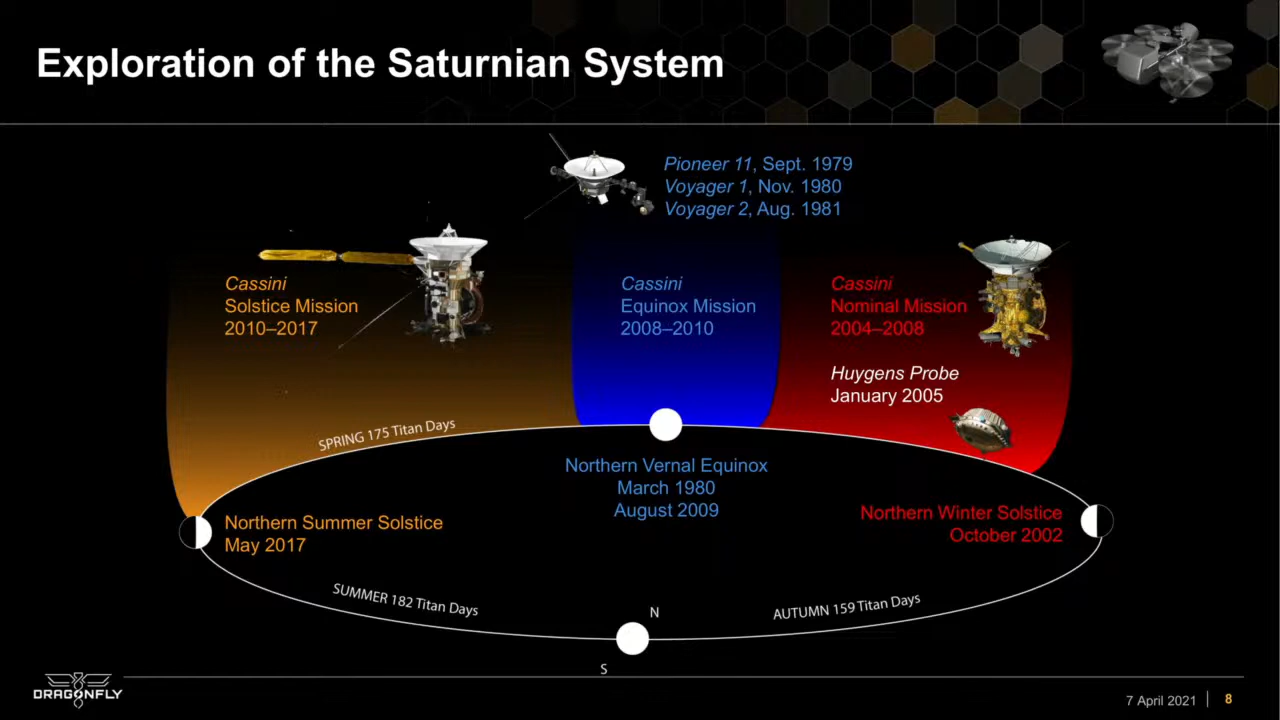 Exploration of the Saturnian System
Pioneer 11, Sept. 1979
Voyager 1, Nov. 1980
Voyager 2, Aug. 1981
Cassini
Solstice Mission
2010–2017
Cassini
Equinox Mission
2008–2010
Cassini
Nominal Mission
2004–2008
Huygens Probe
January 2005
SPRING 175 Titan Days
Northern Vernal Equinox
March 1980
August 2009
Northern Summer Solstice
May 2017
Northern Winter Solstice
October 2002
SUMMER 182 Titan Days
AUTUMN 159 Titan Days
N
S
DRAGONFLY
7 April 2021
8